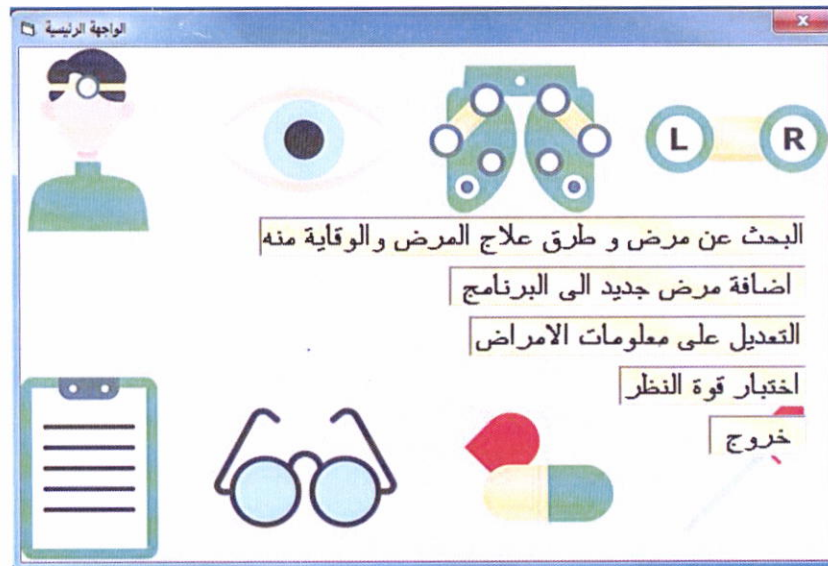 الواجهة الرئيسية
L R
البحث عن مرض و طرق علاج المرض والوقاية منه
اضافة مرض جديد الى البرنامج
التعديل على معلومات الامراض
اختبار قوة النظر
خروج